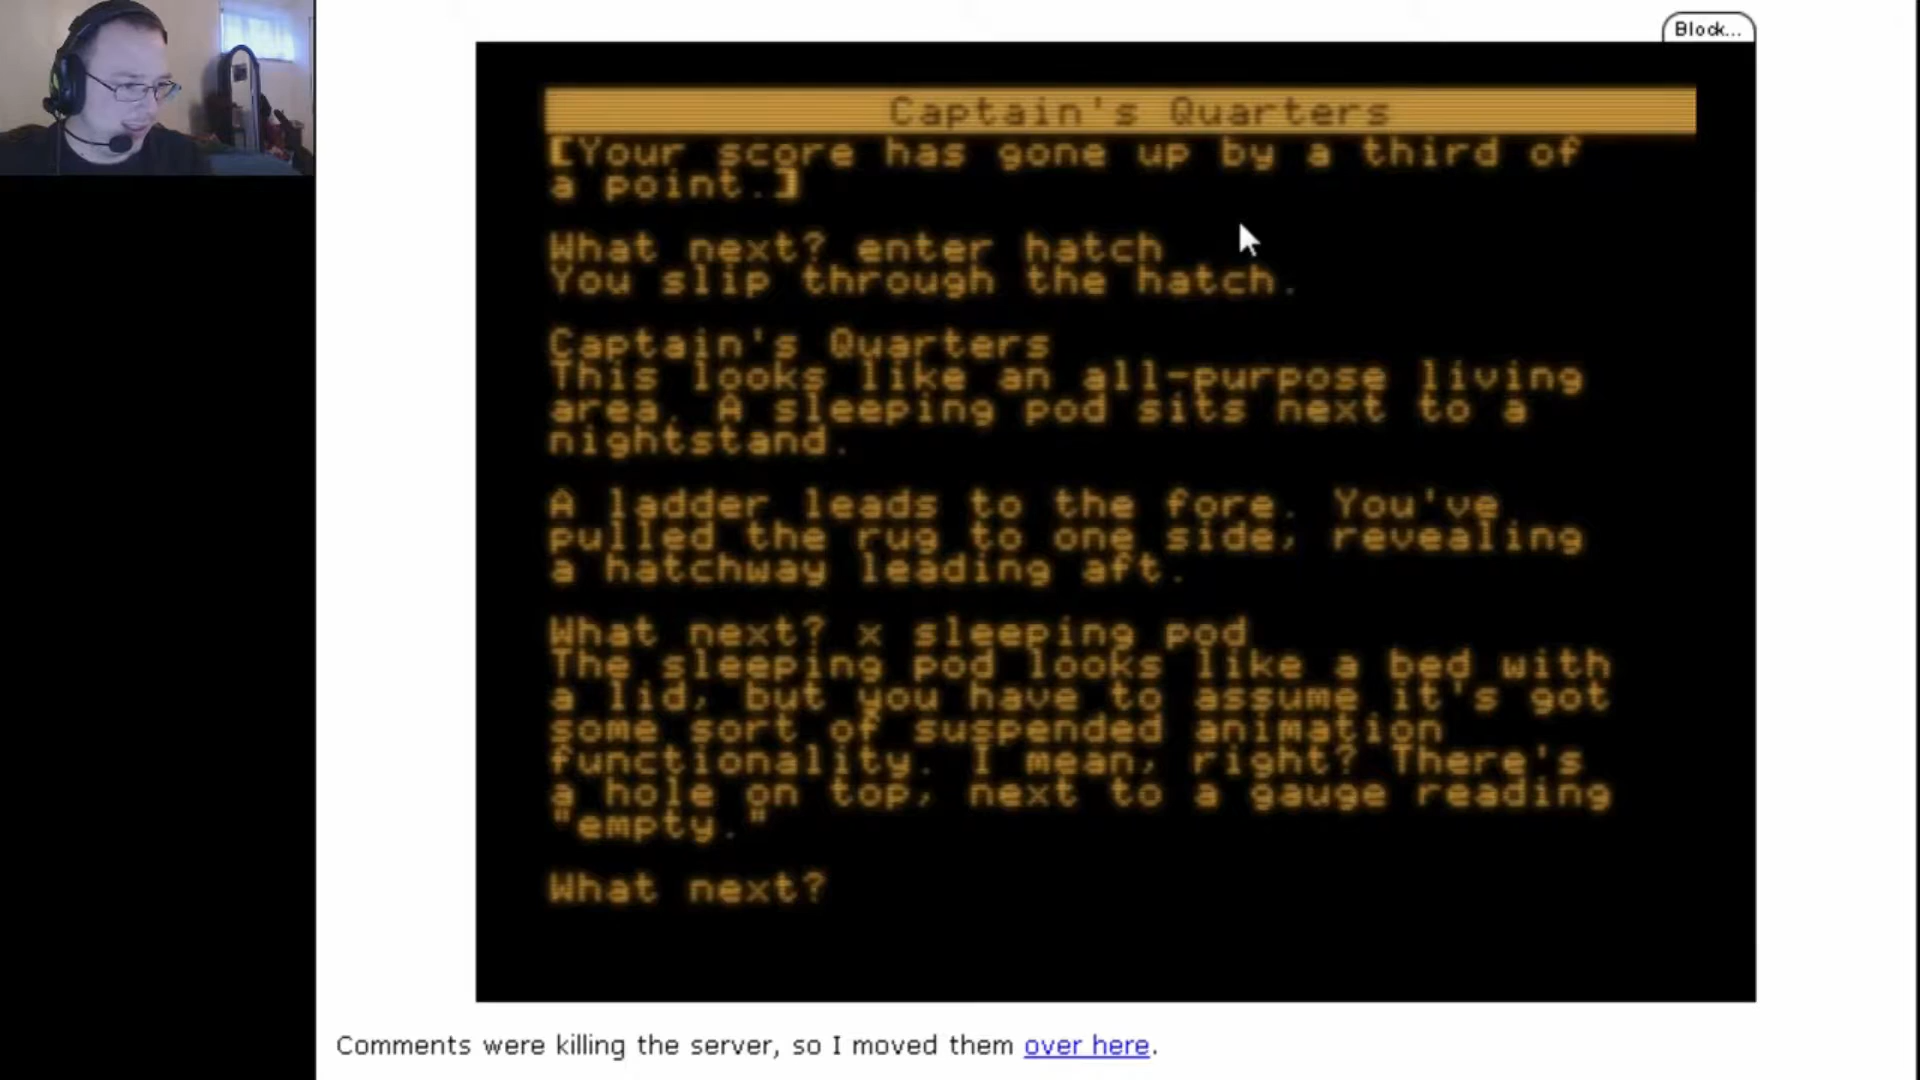 Block...
Captain's Quarters
[Your score has gone up by a third of
a point.]
What next? enter hatch
You slip through the hatch.
Captain's Quarters
This looks like an all-purpose living
area. A sleeping pod sits next to a
nightstand.
A ladder leads to the fore. You've
pulled the rug to one side, revealing
a hatchway leading aft.
What next? x sleeping pod
The sleeping pod looks like a bed with
a lid, but you have to assume it's got
some sort of suspended animation
functionality. I mean, right? There's
a hole on top, next to a gauge reading
"empty."
What next?
Comments were killing the server, so I moved them over here.